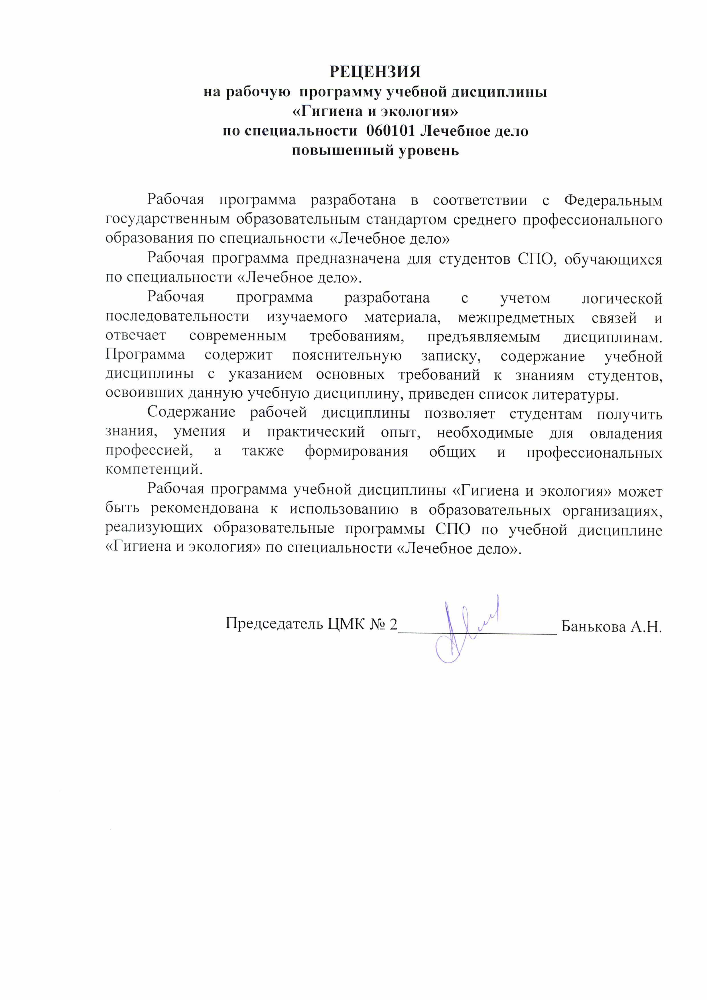 РЕЦЕНЗИЯ
на рабочую программу учебной дисциплины
«Гигиена и экология»
по специальности 060101 Лечебное дело
повышенный уровень
Рабочая программа разработана в соответствии с Федеральным
государственным образовательным стандартом среднего профессионального
образования по специальности «Лечебное дело»
Рабочая программа предназначена для студентов СПО, обучающихся
по специальности «Лечебное дело».
Рабочая программа разработана с учетом логической
последовательности изучаемого материала, межпредметных связей и
отвечает современным требованиям, предъявляемым дисциплинам.
Программа содержит пояснительную записку, содержание учебной
дисциплины с указанием основных требований к знаниям студентов,
освоивших данную учебную дисциплину, приведен список литературы.
Содержание рабочей дисциплины позволяет студентам получить
знания, умения и практический опыт, необходимые для овладения
профессией, а также формирования общих и профессиональных
компетенций.
Рабочая программа учебной дисциплины «Гигиена и экология» может
быть рекомендована к использованию в образовательных организациях,
реализующих образовательные программы СПО по учебной дисциплине
«Гигиена и экология» по специальности «Лечебное дело».
Председатель ЦМК № 2__________________ Банькова А.Н.